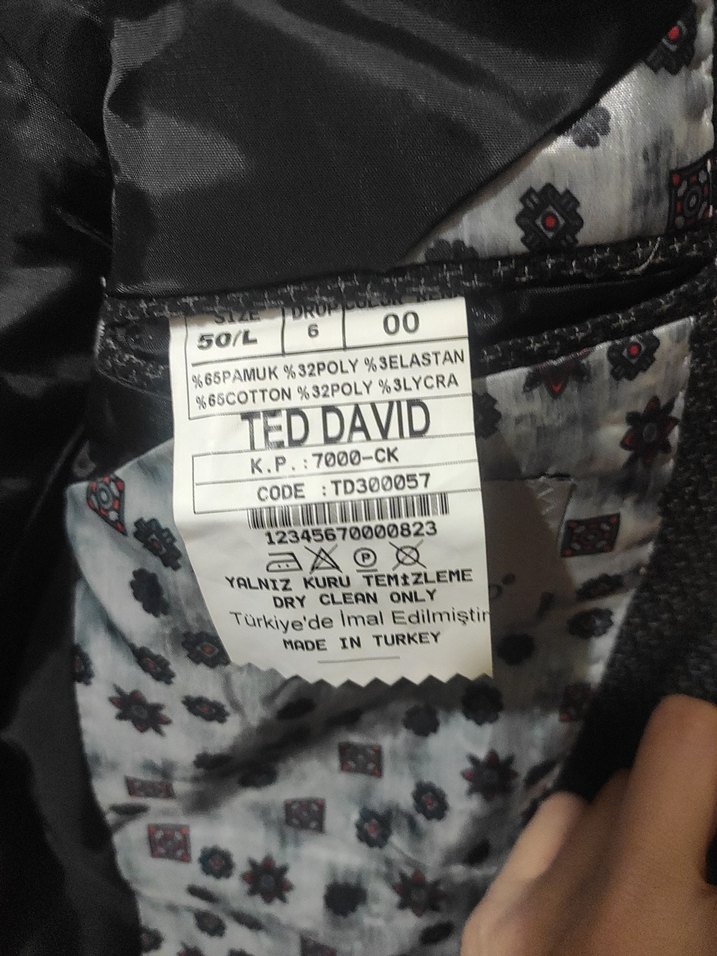 SIZE DROP COLOR
50/L 6 00
%65PAMUK %32POLY %3ELASTAN
%65COTTON %32POLY %3LYCRA
TED DAVID
K.P.:7000-CK
CODE :TD300057
12345670000823
P
YALNIZ KURU TEMİZLEME
DRY CLEAN ONLY
Türkiye'de İmal Edilmiştir
MADE IN TURKEY